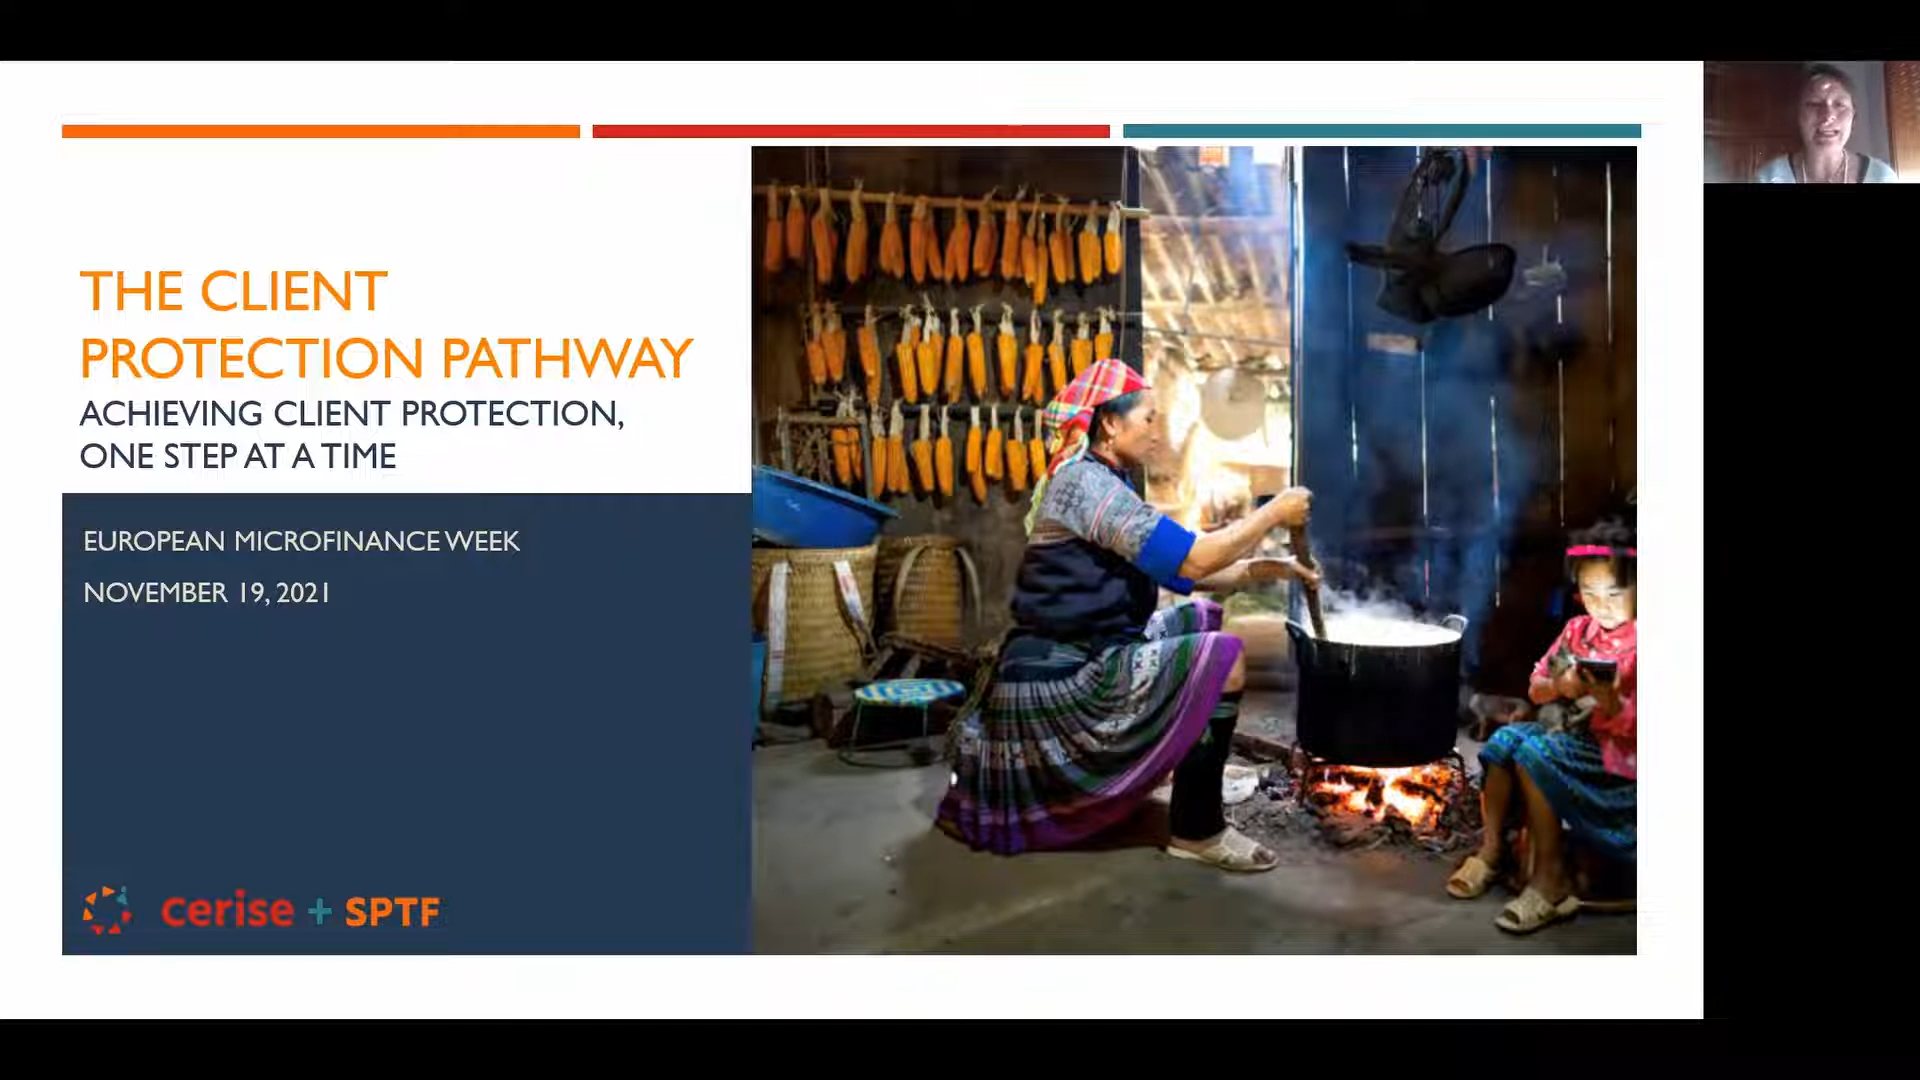 THE CLIENT
PROTECTION PATHWAY
ACHIEVING CLIENT PROTECTION,
ONE STEP AT A TIME
EUROPEAN MICROFINANCE WEEK
NOVEMBER 19, 2021
cerise + SPTF